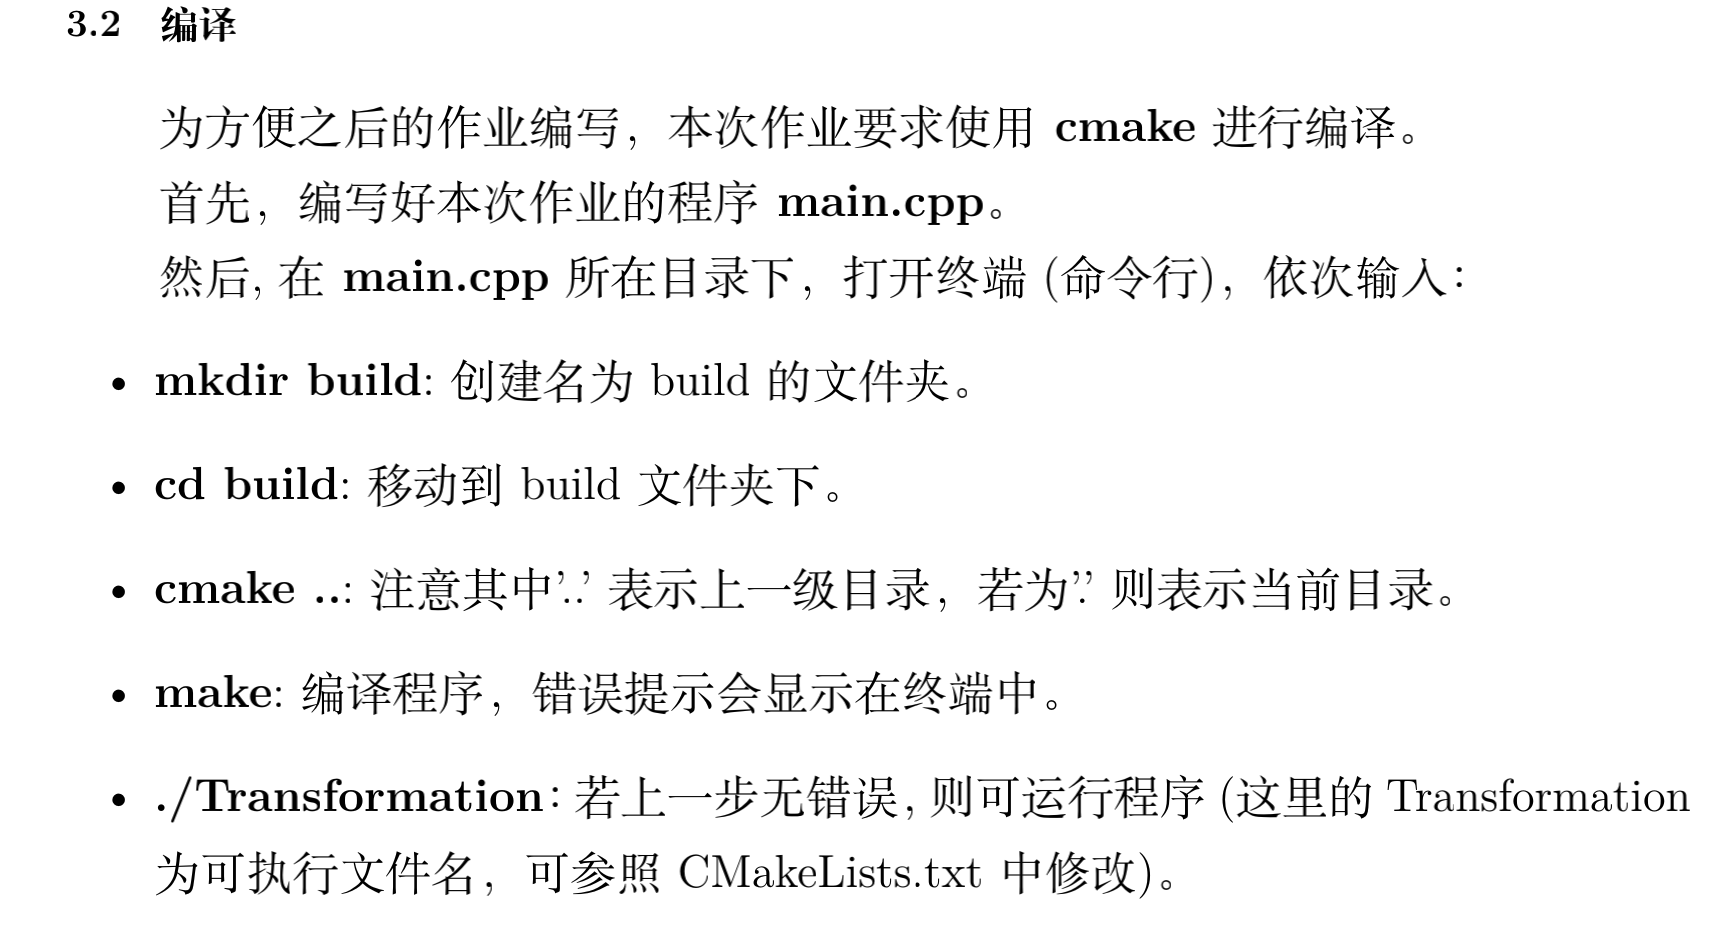 3.2 编译
为方便之后的作业编写，本次作业要求使用 cmake 进行编译。
首先，编写好本次作业的程序 main.cpp。
然后, 在 main.cpp 所在目录下，打开终端 (命令行)，依次输入：
• mkdir build: 创建名为 build 的文件夹。
• cd build: 移动到 build 文件夹下。
• cmake ..: 注意其中’..’ 表示上一级目录，若为’.’ 则表示当前目录。
• make: 编译程序，错误提示会显示在终端中。
• ./Transformation: 若上一步无错误, 则可运行程序 (这里的 Transformation
为可执行文件名，可参照 CMakeLists.txt 中修改)。